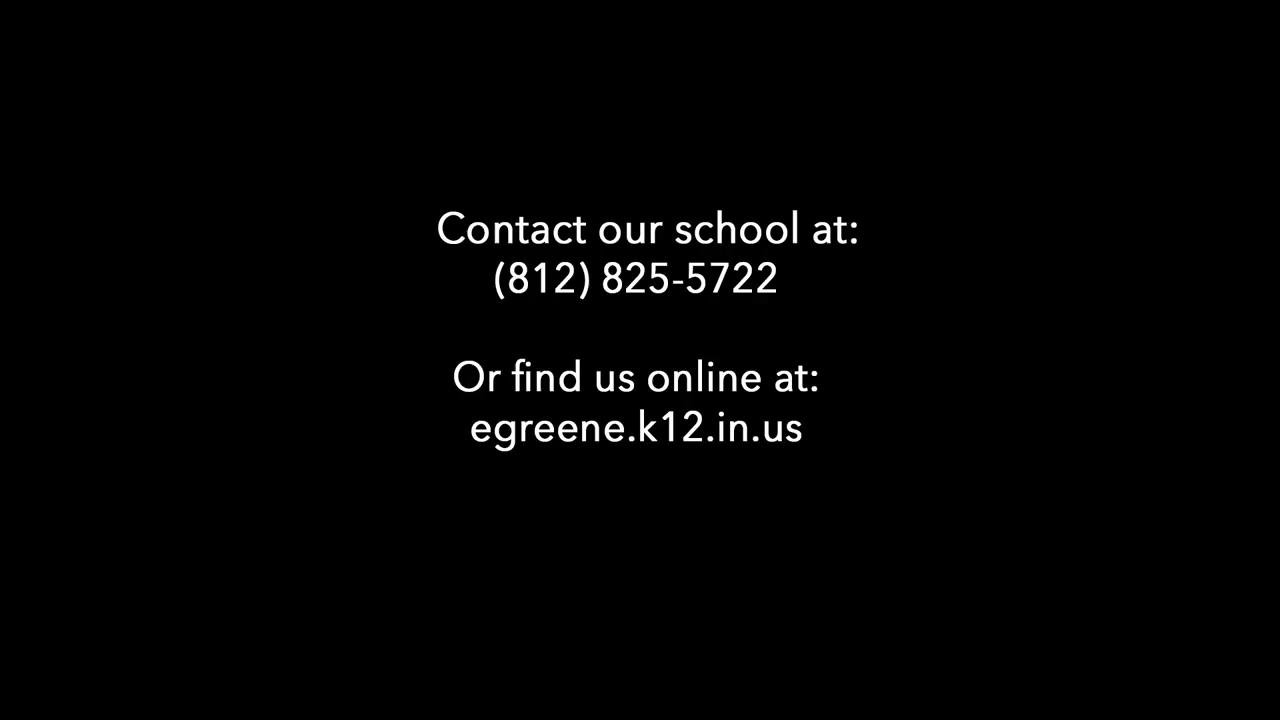 Contact our school at:
(812) 825-5722
Or find us online at:
egreene.k12.in.us